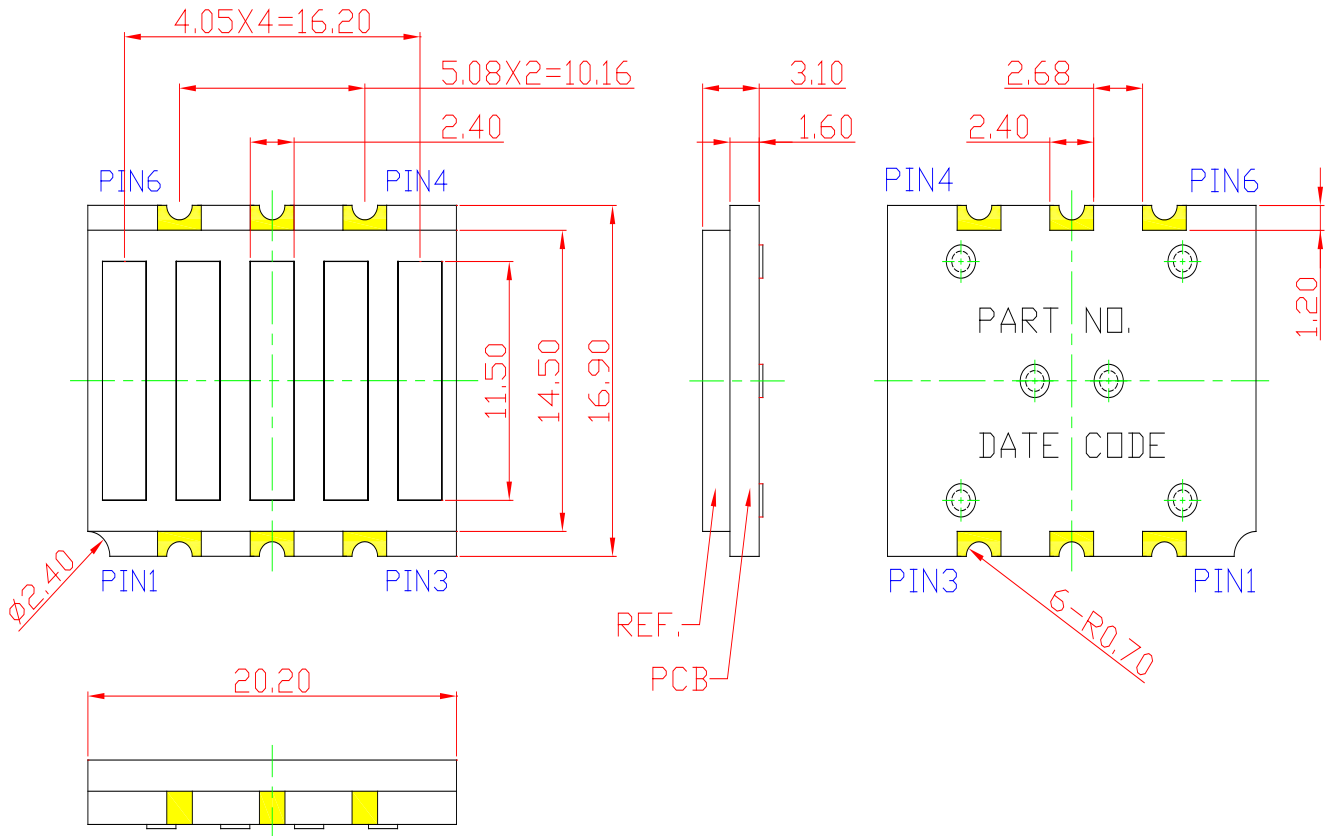 4.05X4=16.20
5.08X2=10.16
2.40
PIN6
PIN4
11.50
14.50
16.90
Ø2.40
PIN1
PIN3
3.10
1.60
REF.
PCB
2.68
2.40
PIN4
PIN6
1.20
PART NO.
DATE CODE
PIN3
PIN1
6-R0.70
20.20